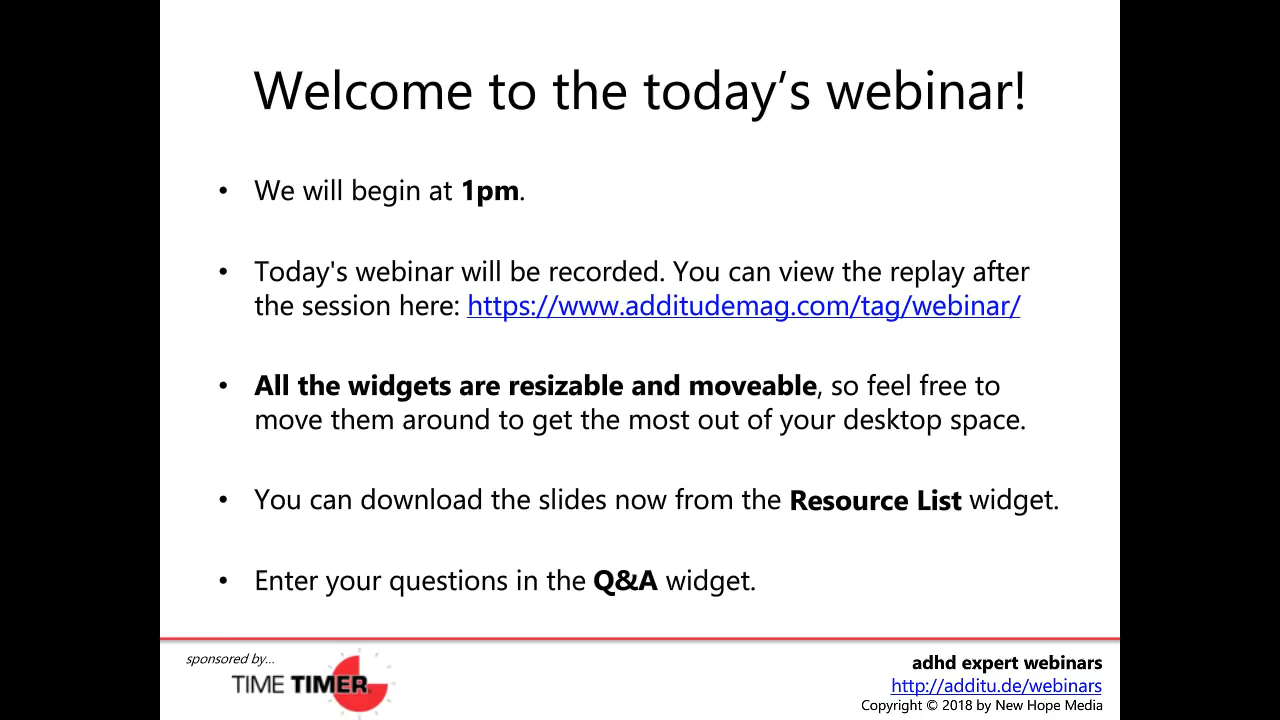 Welcome to the today's webinar!
• We will begin at 1pm.
• Today's webinar will be recorded. You can view the replay after
the session here: https://www.additudemag.com/tag/webinar/
• All the widgets are resizable and moveable, so feel free to
move them around to get the most out of your desktop space.
• You can download the slides now from the Resource List widget.
• Enter your questions in the Q&A widget.
sponsored by...
TIME TIMER
adhd expert webinars
http://additu.de/webinars
Copyright © 2018 by New Hope Media